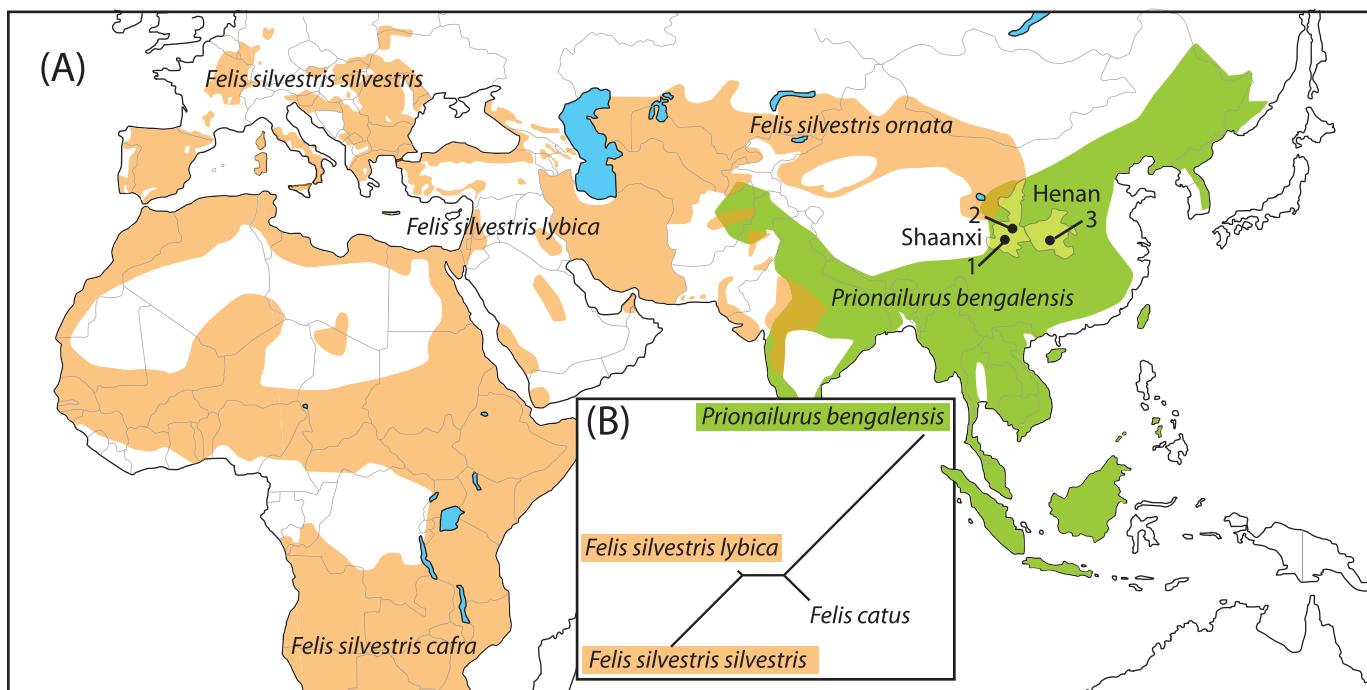 (A)
Felis silvestris silvestris
Felis silvestris ornata
Felis silvestris lybica
Henan
2
3
Shaanxi
1
Prionailurus bengalensis
Felis silvestris cafra
(B)
Prionailurus bengalensis
Felis silvestris lybica
Felis catus
Felis silvestris silvestris